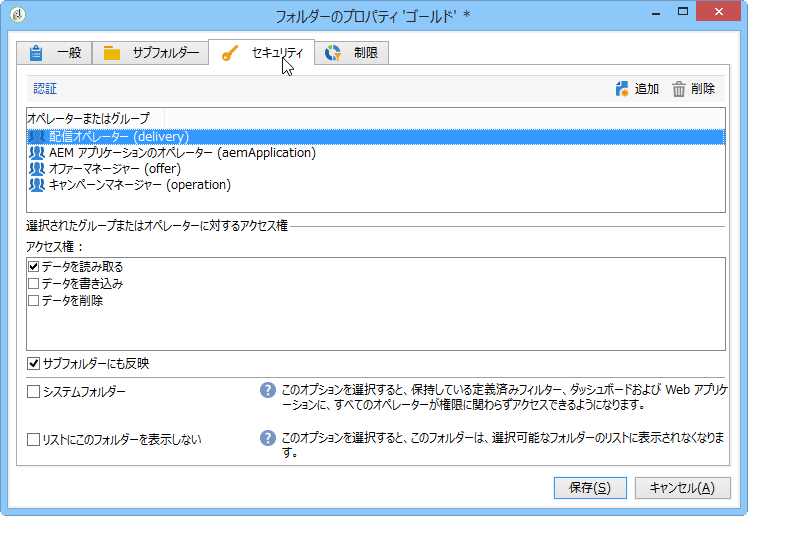 フォルダーのプロパティ 'ゴールド' *
一般 サブフォルダー セキュリティ 制限
認証 追加 削除
オペレーターまたはグループ
配信オペレーター (delivery)
AEM アプリケーションのオペレーター (aemApplication)
オファーマネージャー (offer)
キャンペーンマネージャー (operation)
選択されたグループまたはオペレーターに対するアクセス権
アクセス権：
データを読み取る
データを書き込み
データを削除
サブフォルダーにも反映
システムフォルダー
このオプションを選択すると、保持している定義済みフィルター、ダッシュボードおよび Web アプリケ
ーションに、すべてのオペレーターが権限に関わらずアクセスできるようになります。
リストにこのフォルダーを表示しない
このオプションを選択すると、このフォルダーは、選択可能なフォルダーのリストに表示されなくなりま
す。
保存(S) キャンセル(A)